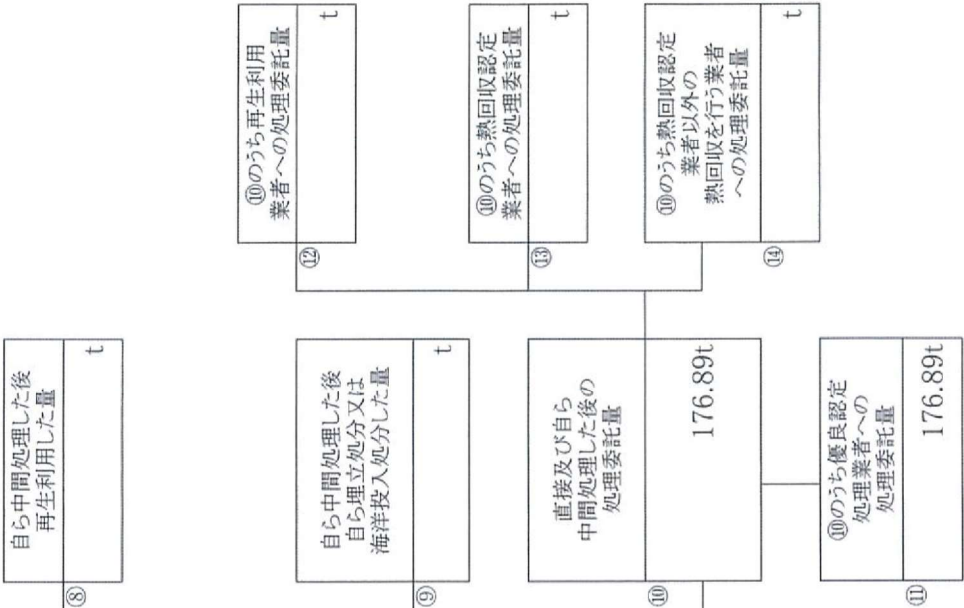 自ら中間処理した後
再生利用した量
⑧
t
自ら中間処理した後
自ら埋立処分又は
海洋投入処分した量
⑨
t
直接及び自ら
中間処理した後の
処理委託量
⑩
176.89t
⑩のうち優良認定
処理業者への
処理委託量
⑪
176.89t
⑩のうち再生利用
業者への処理委託量
⑫
t
⑩のうち熱回収認定
業者への処理委託量
⑬
t
⑩のうち熱回収認定
業者以外の
熱回収を行う業者
への処理委託量
⑭
t